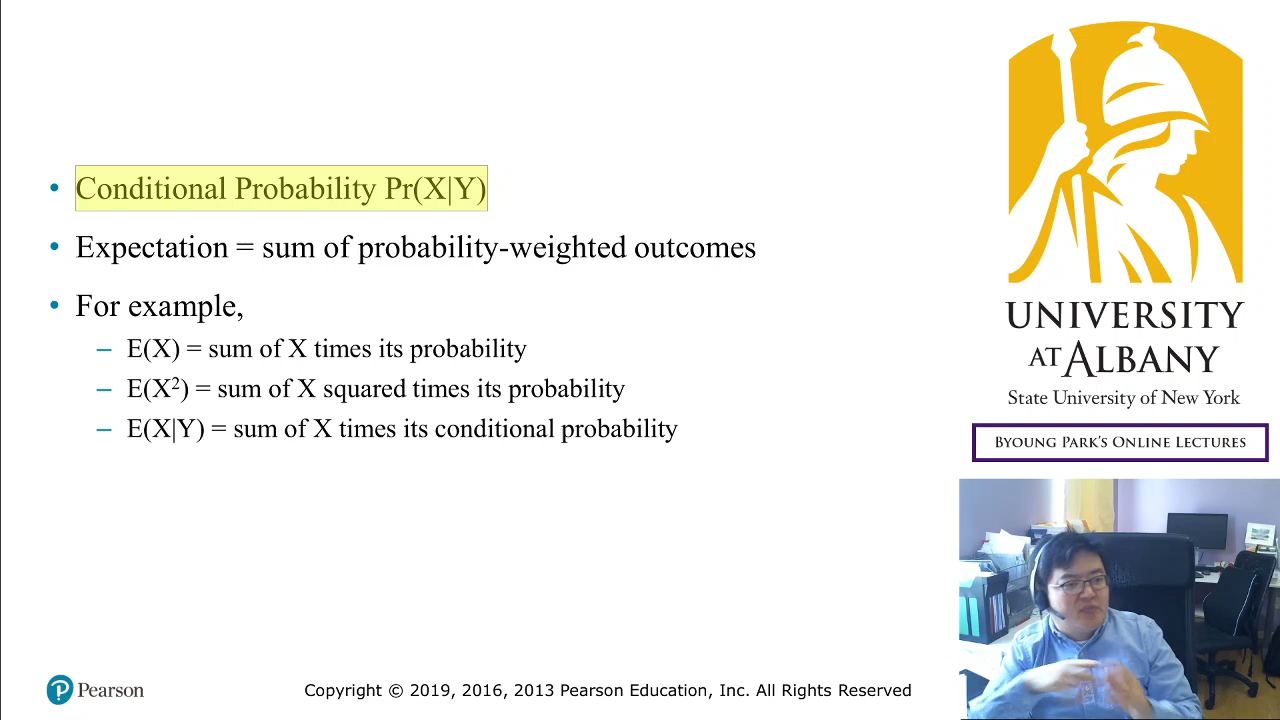 • Conditional Probability Pr(X|Y)
• Expectation = sum of probability-weighted outcomes
• For example,
– E(X) = sum of X times its probability
– E(X²) = sum of X squared times its probability
– E(X|Y) = sum of X times its conditional probability
UNIVERSITY
AT ALBANY
State University of New York
BYOUNG PARK'S ONLINE LECTURES
Pearson
Copyright © 2019, 2016, 2013 Pearson Education, Inc. All Rights Reserved